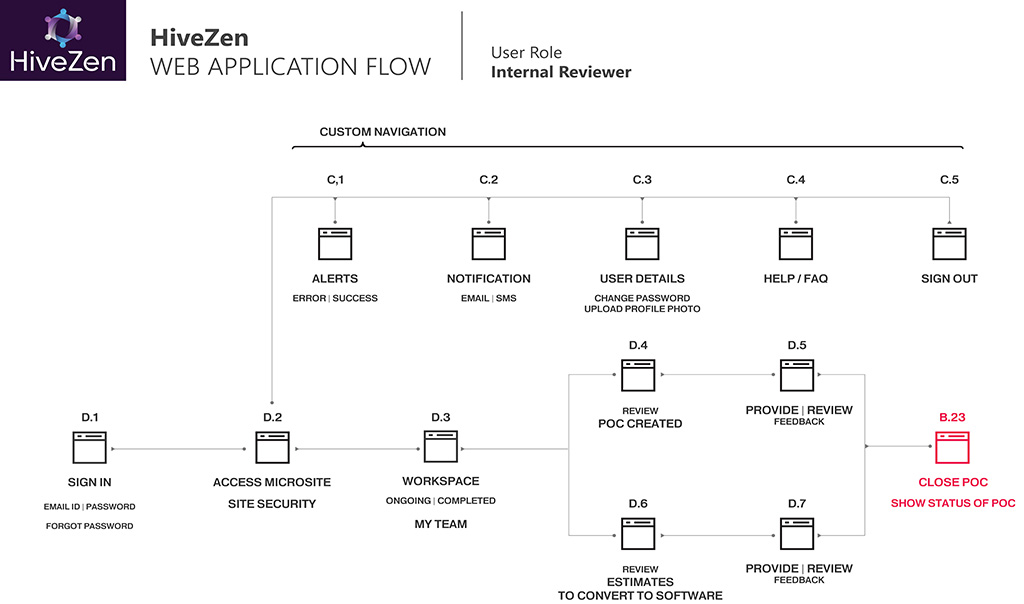 HiveZen
HiveZen
WEB APPLICATION FLOW
User Role
Internal Reviewer
CUSTOM NAVIGATION
C,1
C.2
C.3
C.4
C.5
ALERTS
NOTIFICATION
USER DETAILS
HELP / FAQ
SIGN OUT
ERROR | SUCCESS
EMAIL | SMS
CHANGE PASSWORD
UPLOAD PROFILE PHOTO
D.4
D.5
REVIEW
POC CREATED
PROVIDE | REVIEW
FEEDBACK
D.1
D.2
D.3
B.23
SIGN IN
ACCESS MICROSITE
WORKSPACE
CLOSE POC
EMAIL ID | PASSWORD
FORGOT PASSWORD
SITE SECURITY
ONGOING | COMPLETED
MY TEAM
SHOW STATUS OF POC
D.6
D.7
REVIEW
ESTIMATES
TO CONVERT TO SOFTWARE
PROVIDE | REVIEW
FEEDBACK